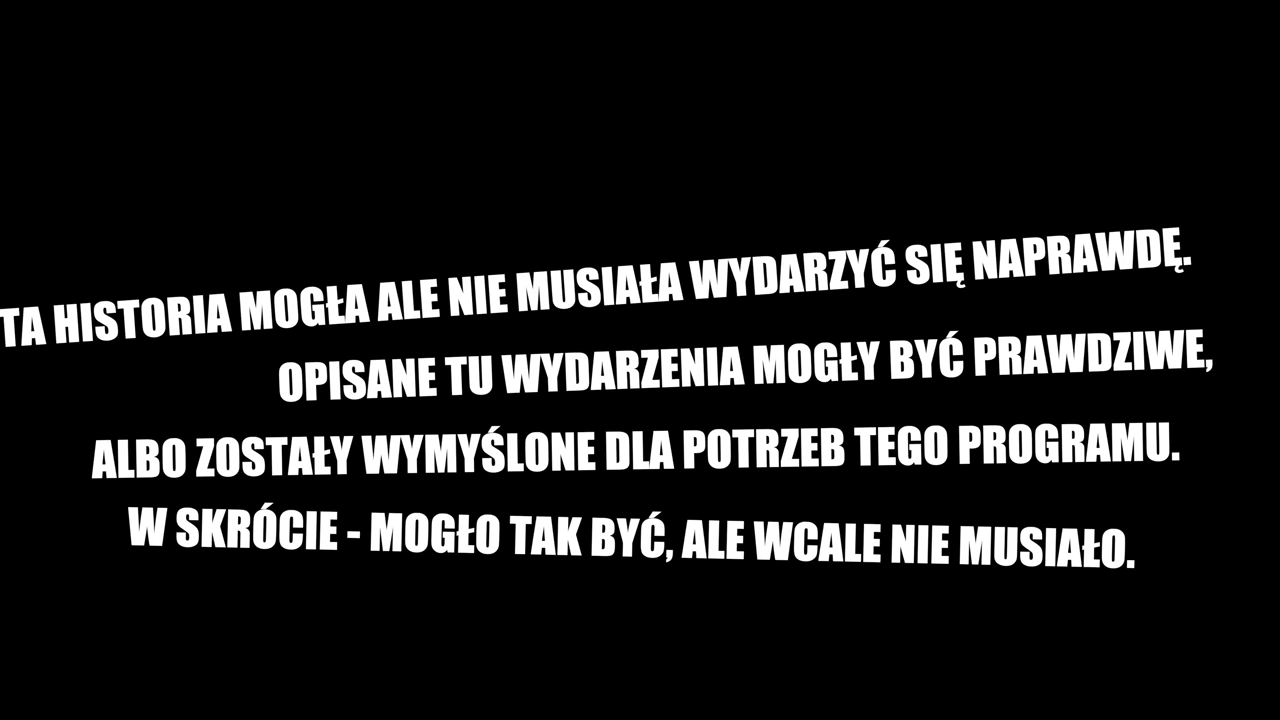 TA HISTORIA MOGŁA ALE NIE MUSIAŁA WYDARZYĆ SIĘ NAPRAWDĘ.
OPISANE TU WYDARZENIA MOGŁY BYĆ PRAWDZIWE,
ALBO ZOSTAŁY WYMYŚLONE DLA POTRZEB TEGO PROGRAMU.
W SKRÓCIE - MOGŁO TAK BYĆ, ALE WCALE NIE MUSIAŁO.